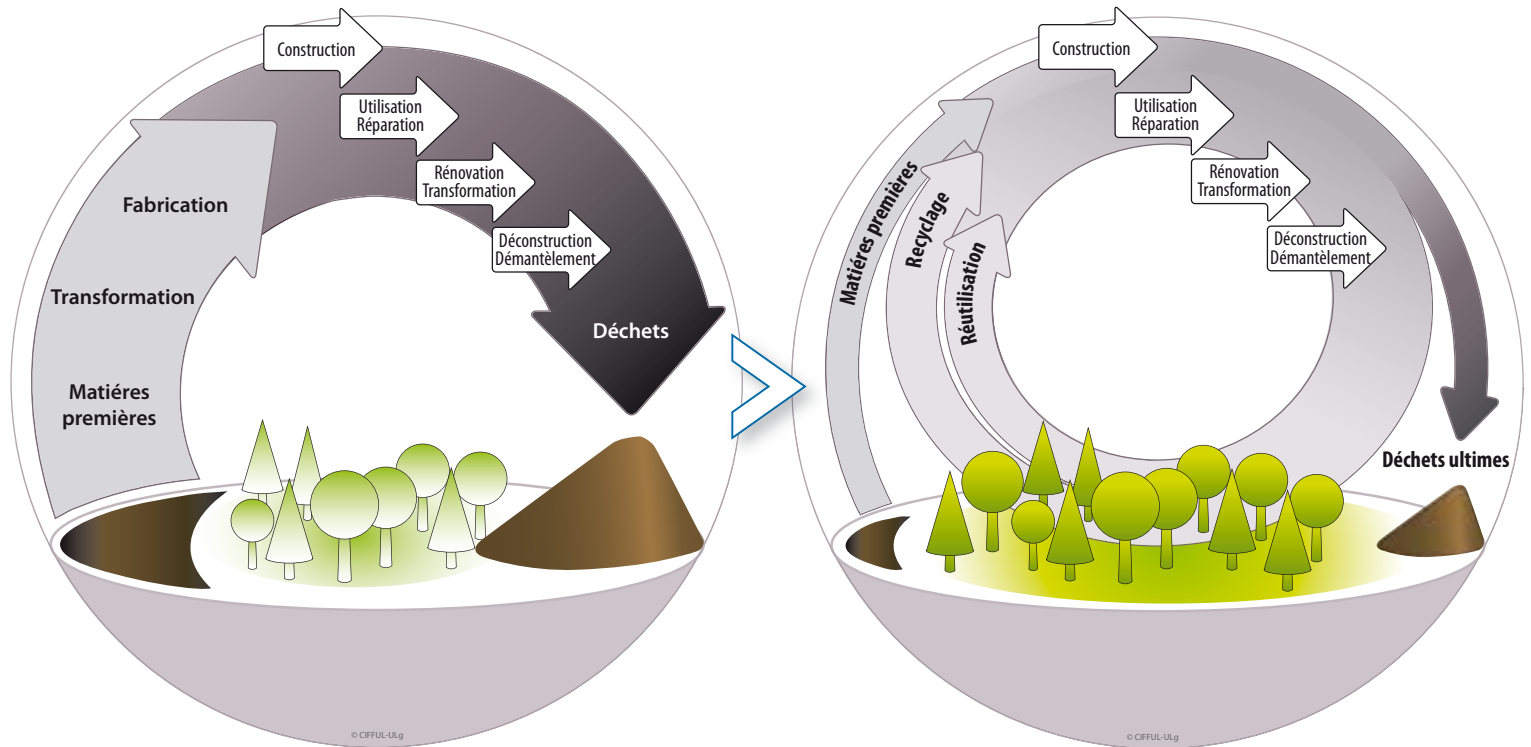 Construction
Utilisation
Réparation
Rénovation
Transformation
Déconstruction
Démantèlement
Fabrication
Transformation
Matiéres
premières
Déchets
© CIFFUL-ULg
Construction
Utilisation
Réparation
Rénovation
Transformation
Déconstruction
Démantèlement
Matiéres premières
Recyclage
Réutilisation
Déchets ultimes
© CIFFUL-ULg